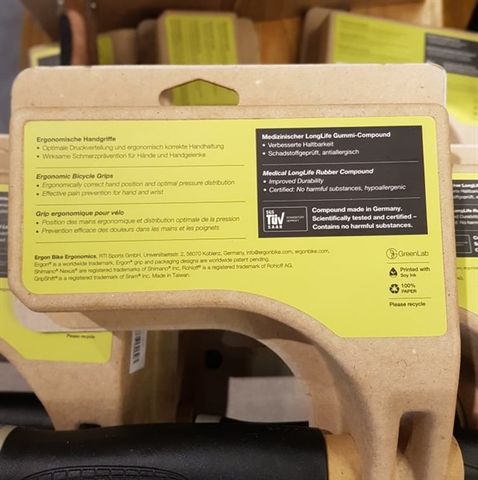 Ergonomische Handgriffe
• Optimale Druckverteilung und ergonomisch korrekte Handhaltung
• Wirksame Schmerzprävention für Hände und Handgelenke
Ergonomic Bicycle Grips
• Ergonomically correct hand position and optimal pressure distribution
• Effective pain prevention for hand and wrist
Grip ergonomique pour vélo
• Position des mains ergonomique et distribution optimale de la pression
• Prevention efficace des douleurs dans les mains et les poignets
Ergon Bike Ergonomics, RTI Sports GmbH, Universitaetsstr. 2, 56070 Koblenz, Germany, info@ergonbike.com, ergonbike.com.
Ergon® is a worldwide trademark. Ergon® grip and packaging designs are worldwide patent pending.
Shimano® Nexus® are registered trademarks of Shimano® Inc, Rohloff® is a registered trademark of Rohloff AG.
GripShift® is a registered trademark of Sram® Inc. Made in Taiwan.
Medizinischer LongLife Gummi-Compound
• Verbesserte Haltbarkeit
• Schadstoffgeprüft, antiallergisch
Medical LongLife Rubber Compound
• Improved Durability
• Certified: No harmful substances, hypoallergenic
SGS
TÜV
SAAR
Compound made in Germany.
Scientifically tested and certified –
Contains no harmful substances.
GreenLab
Printed with
Soy Ink
100%
PAPER
Please recycle
Please recycle